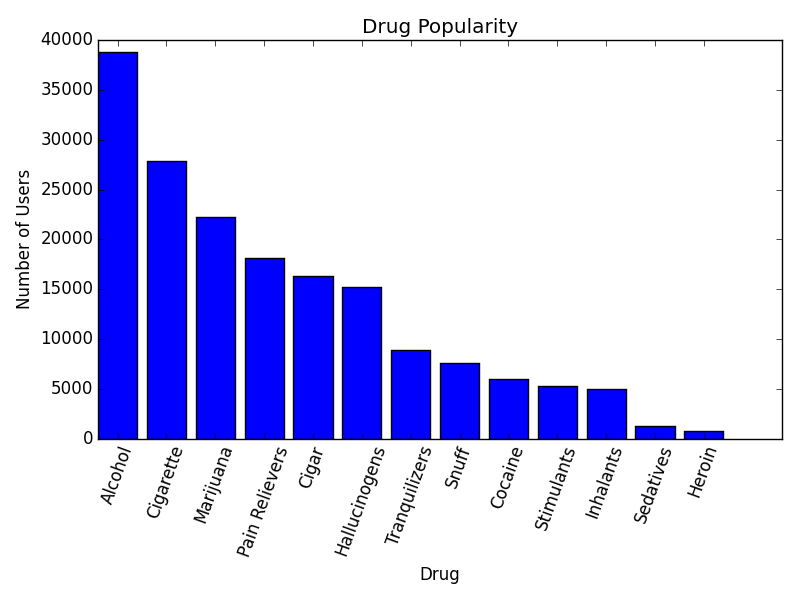 Drug Popularity
40000
35000
30000
25000
20000
15000
10000
5000
0
Number of Users
Alcohol
Cigarette
Marijuana
Pain Relievers
Cigar
Hallucinogens
Tranquilizers
Snuff
Cocaine
Stimulants
Inhalants
Sedatives
Heroin
Drug